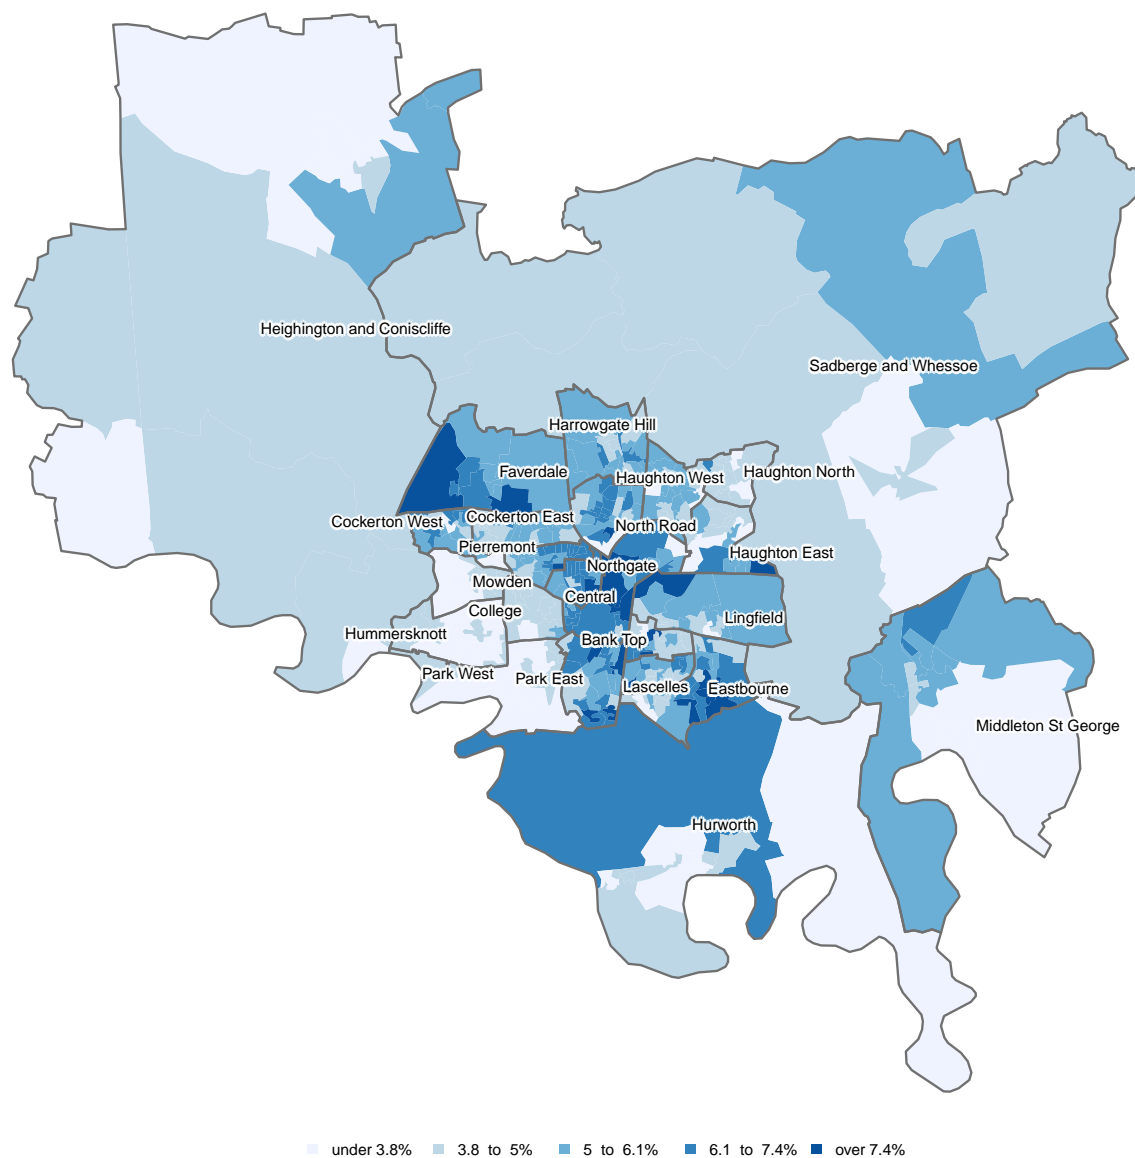 Heighington and Coniscliffe
Sadberge and Whessoe
Harrowgate Hill
Faverdale
Haughton West
Haughton North
Cockerton West
Cockerton East
North Road
Pierremont
Haughton East
Northgate
Mowden
Central
College
Lingfield
Hummersknott
Bank Top
Park West
Park East
Lascelles
Eastbourne
Middleton St George
Hurworth
under 3.8% 3.8 to 5% 5 to 6.1% 6.1 to 7.4% over 7.4%